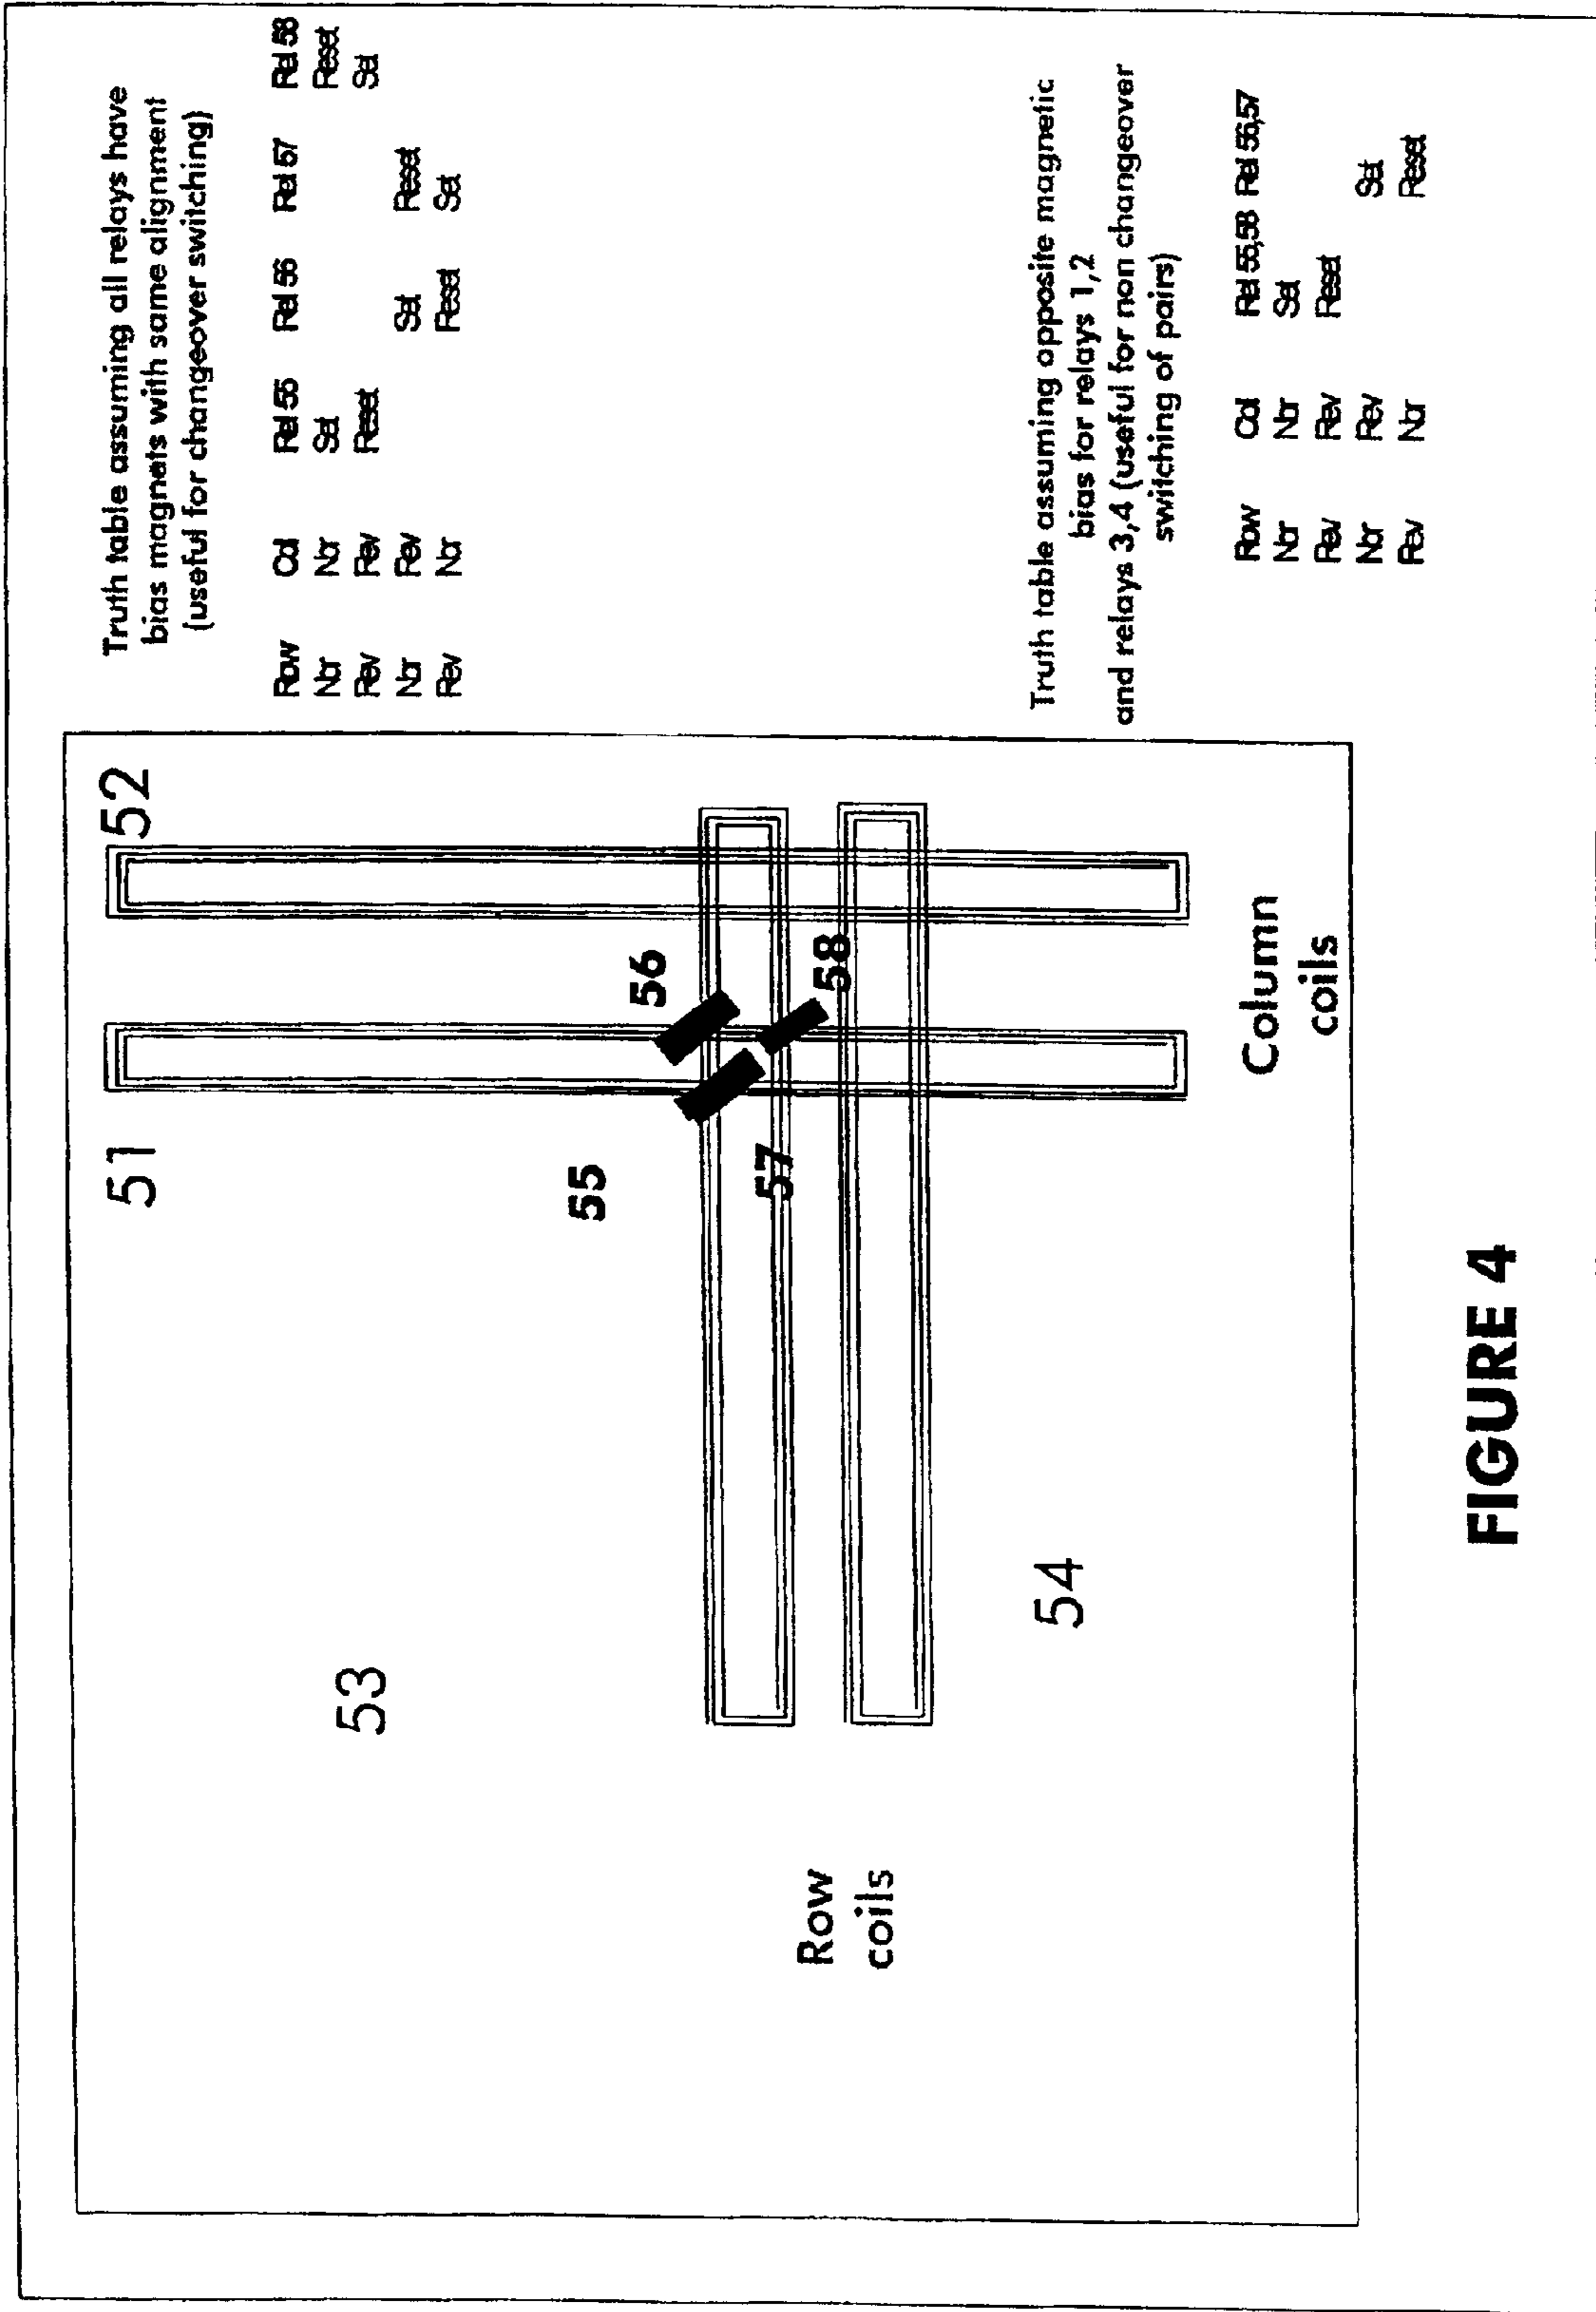 Truth table assuming all relays have
bias magnets with same alignment
(useful for changeover switching)
Row Col Rel 55 Rel 56 Rel 57 Rel 58
Nor Nor Set Reset
Rev Rev Reset Set
Nor Rev Set Reset
Rev Nor Reset Set
Truth table assuming opposite magnetic
bias for relays 1,2
and relays 3,4 (useful for non changeover
switching of pairs)
Row Col Rel 55,58 Rel 56,57
Nor Nor Set
Rev Rev Reset
Nor Rev Set
Rev Nor Reset
51
52
53
54
55
56
57
58
Row
coils
Column
coils
FIGURE 4